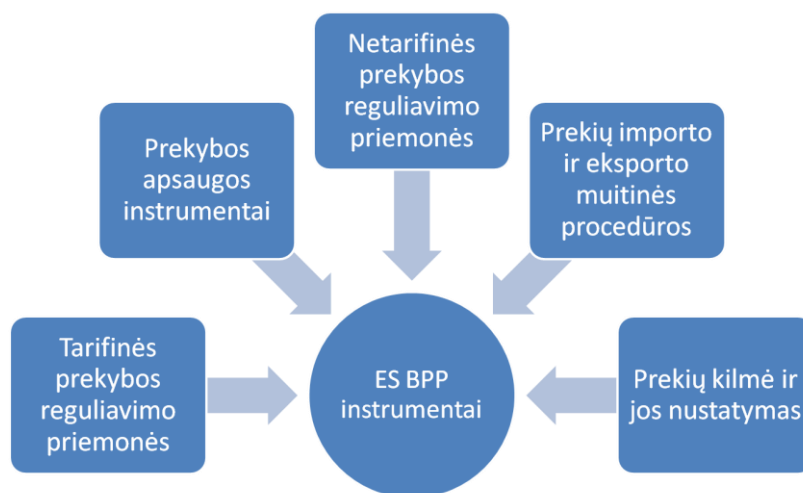 Netarifinės
prekybos
reguliavimo
priemonės
Prekybos
apsaugos
instrumentai
Prekių importo
ir eksporto
muitinės
procedūros
Tarifinės
prekybos
reguliavimo
priemonės
ES BPP
instrumentai
Prekių kilmė ir
jos nustatymas